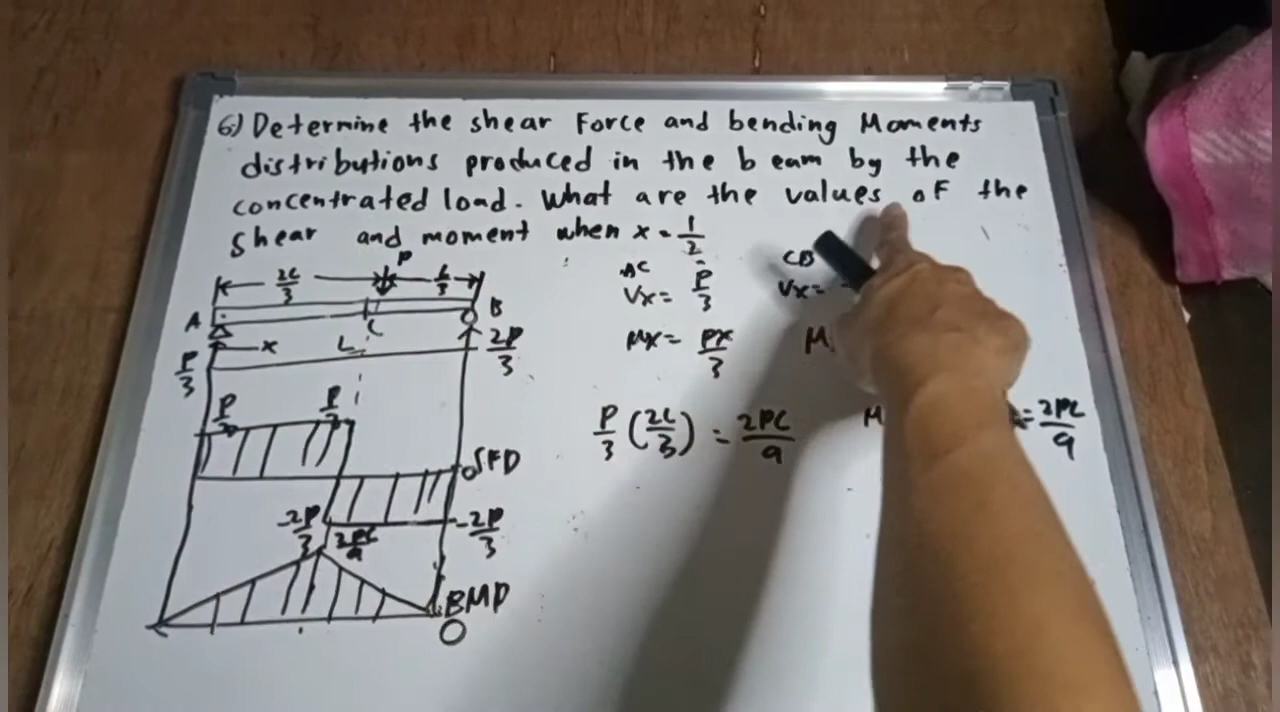 6.) Determine the shear Force and bending Moments
distributions produced in the beam by the
concentrated load. What are the values of the
shear and moment when x = 1/2
2L/3 P L/3
A C B
x L
P/3 2P/3
AC
Vx = P/3
Mx = Px/3
CB
Vx = -
M
P/3 (2L/3) = 2PL/9
M = 2PL/9
P/3 P/3
SFD
-2P/3 -2P/3
2PL/9
BMD
O